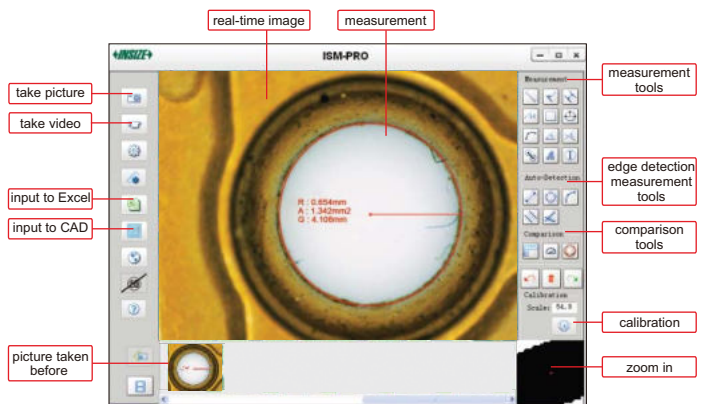 real-time image
measurement
INSIZE
ISM-PRO
take picture
take video
input to Excel
input to CAD
picture taken
before
R : 0.654mm
A : 1.342mm2
G : 4.108mm
Measurement
Auto-Detection
Comparison
Calibration
Scale:
measurement
tools
edge detection
measurement
tools
comparison
tools
calibration
zoom in